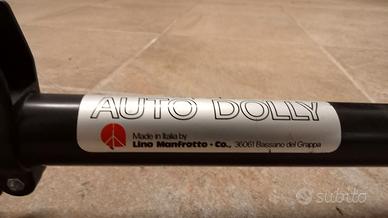 AUTO DOLLY
Made in Italia by
Lino Manfrotto + Co., 36061 Bassano del Grappa
subito